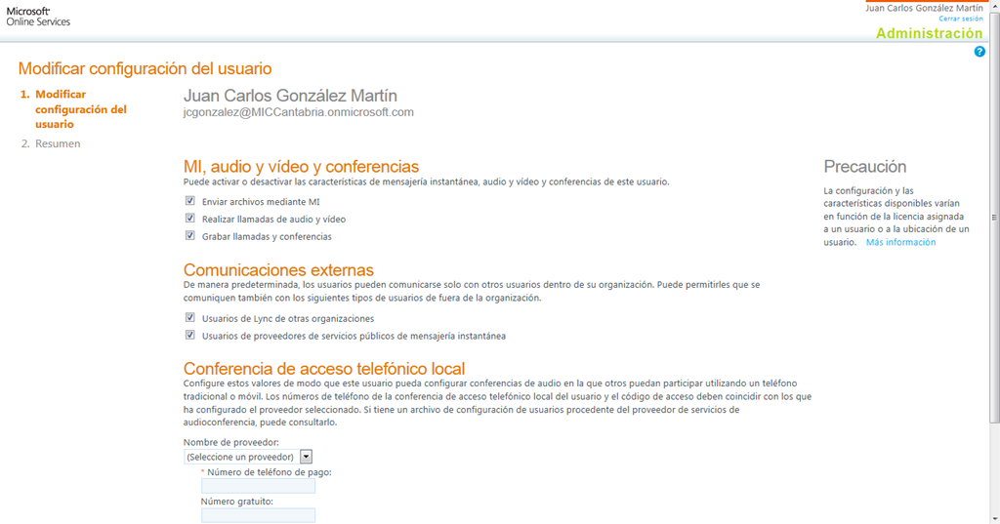 Microsoft®
Online Services
Juan Carlos González Martín
Cerrar sesión
Administración
?
Modificar configuración del usuario
1. Modificar
configuración del
usuario
2. Resumen
Juan Carlos González Martín
jcgonzalez@MICCantabria.onmicrosoft.com
MI, audio y vídeo y conferencias
Puede activar o desactivar las características de mensajería instantánea, audio y vídeo y conferencias de este usuario.
Enviar archivos mediante MI
Realizar llamadas de audio y vídeo
Grabar llamadas y conferencias
Precaución
La configuración y las
características disponibles varían
en función de la licencia asignada
a un usuario o a la ubicación de un
usuario. Más información
Comunicaciones externas
De manera predeterminada, los usuarios pueden comunicarse solo con otros usuarios dentro de su organización. Puede permitirles que se
comuniquen también con los siguientes tipos de usuarios de fuera de la organización.
Usuarios de Lync de otras organizaciones
Usuarios de proveedores de servicios públicos de mensajería instantánea
Conferencia de acceso telefónico local
Configure estos valores de modo que este usuario pueda configurar conferencias de audio en la que otros puedan participar utilizando un teléfono
tradicional o móvil. Los números de teléfono de la conferencia de acceso telefónico local del usuario y el código de acceso deben coincidir con los que
ha configurado el proveedor seleccionado. Si tiene un archivo de configuración de usuarios procedente del proveedor de servicios de
audioconferencia, puede consultarlo.
Nombre de proveedor:
(Seleccione un proveedor)
* Número de teléfono de pago:
Número gratuito: